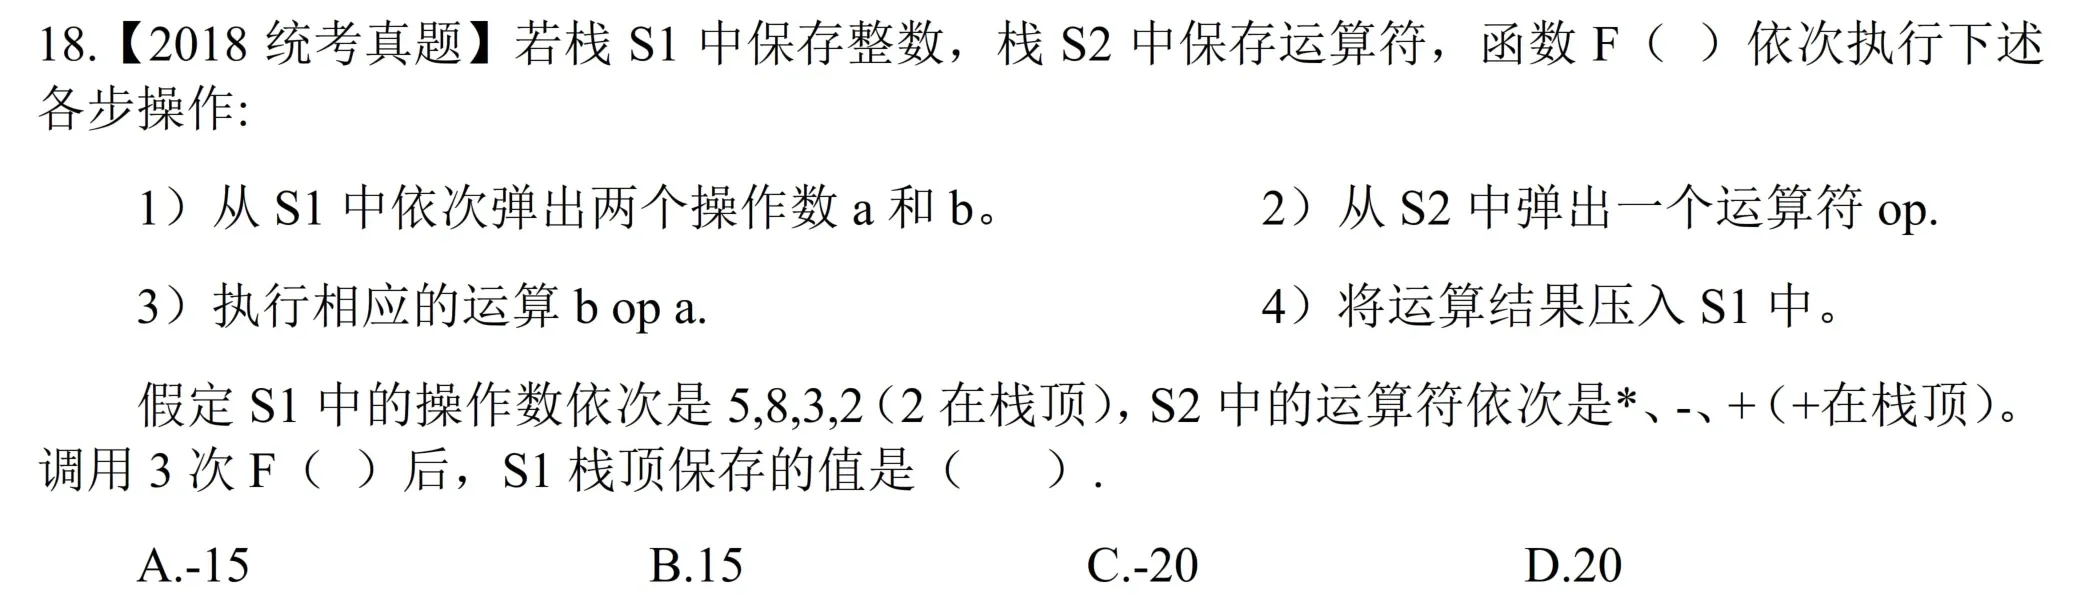 18.【2018 统考真题】若栈 S1 中保存整数，栈 S2 中保存运算符，函数 F（ ）依次执行下述
各步操作:
1）从 S1 中依次弹出两个操作数 a 和 b。 2）从 S2 中弹出一个运算符 op.
3）执行相应的运算 b op a. 4）将运算结果压入 S1 中。
假定 S1 中的操作数依次是 5,8,3,2（2 在栈顶），S2 中的运算符依次是*、-、+（+在栈顶）。
调用 3 次 F（ ）后，S1 栈顶保存的值是（ ）.
A.-15 B.15 C.-20 D.20